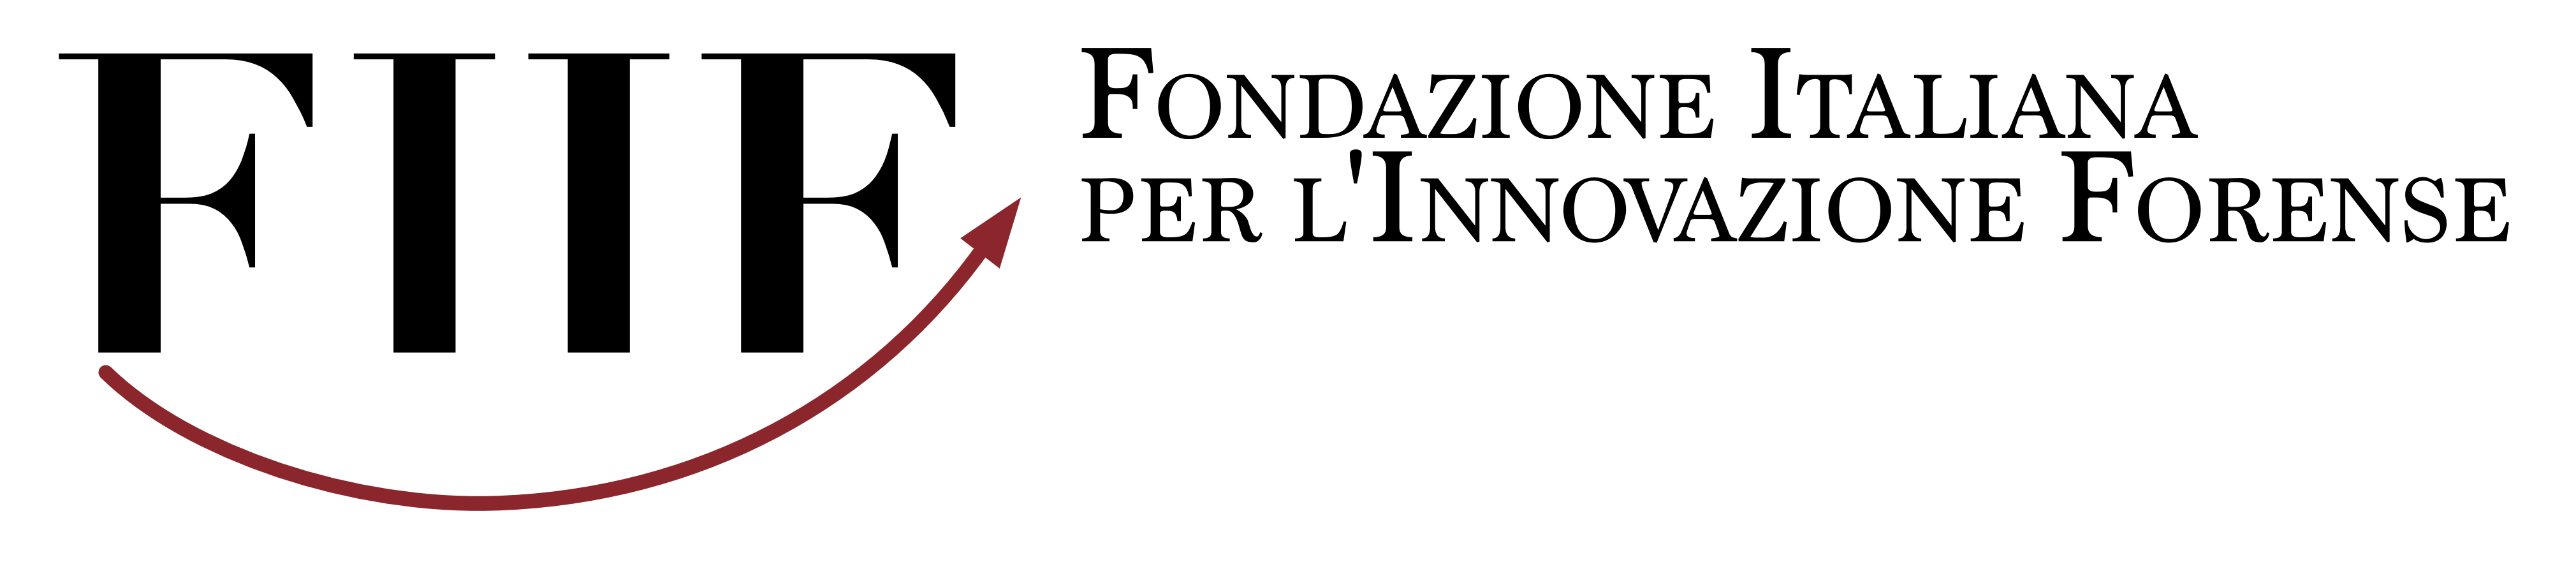 FIIF
Fondazione Italiana
per l'Innovazione Forense